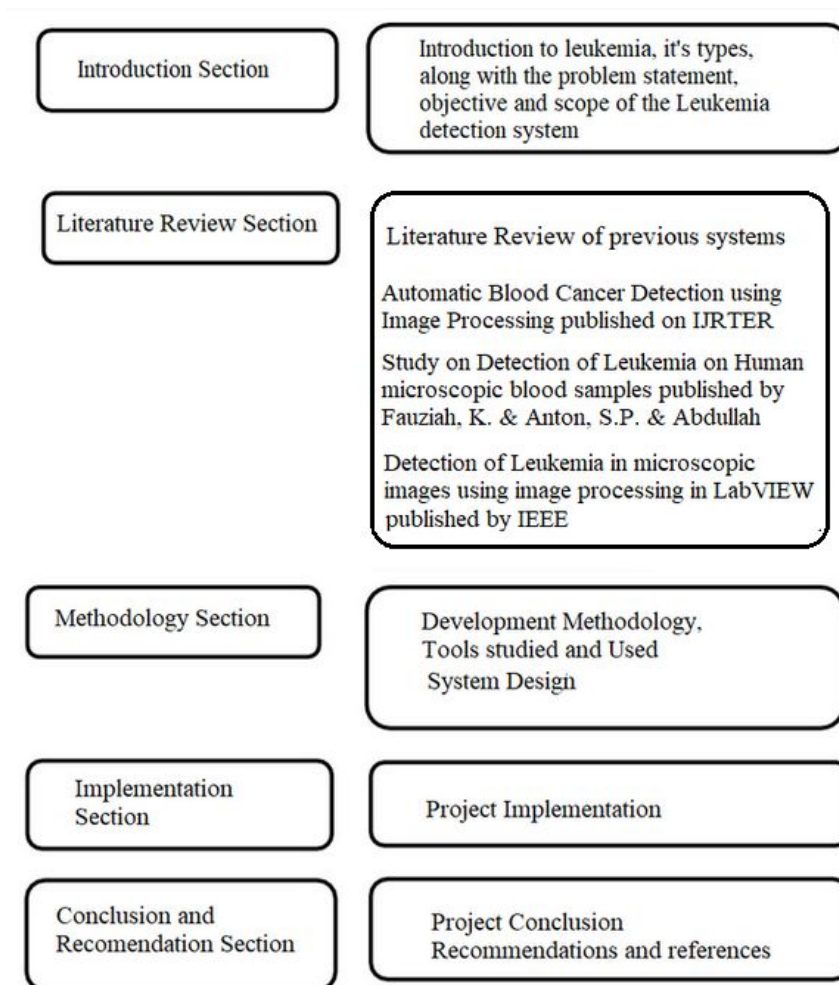 Introduction Section
Introduction to leukemia, it's types,
along with the problem statement,
objective and scope of the Leukemia
detection system
Literature Review Section
Literature Review of previous systems
Automatic Blood Cancer Detection using
Image Processing published on IJRTER
Study on Detection of Leukemia on Human
microscopic blood samples published by
Fauziah, K. & Anton, S.P. & Abdullah
Detection of Leukemia in microscopic
images using image processing in LabVIEW
published by IEEE
Methodology Section
Development Methodology,
Tools studied and Used
System Design
Implementation
Section
Project Implementation
Conclusion and
Recomendation Section
Project Conclusion
Recommendations and references